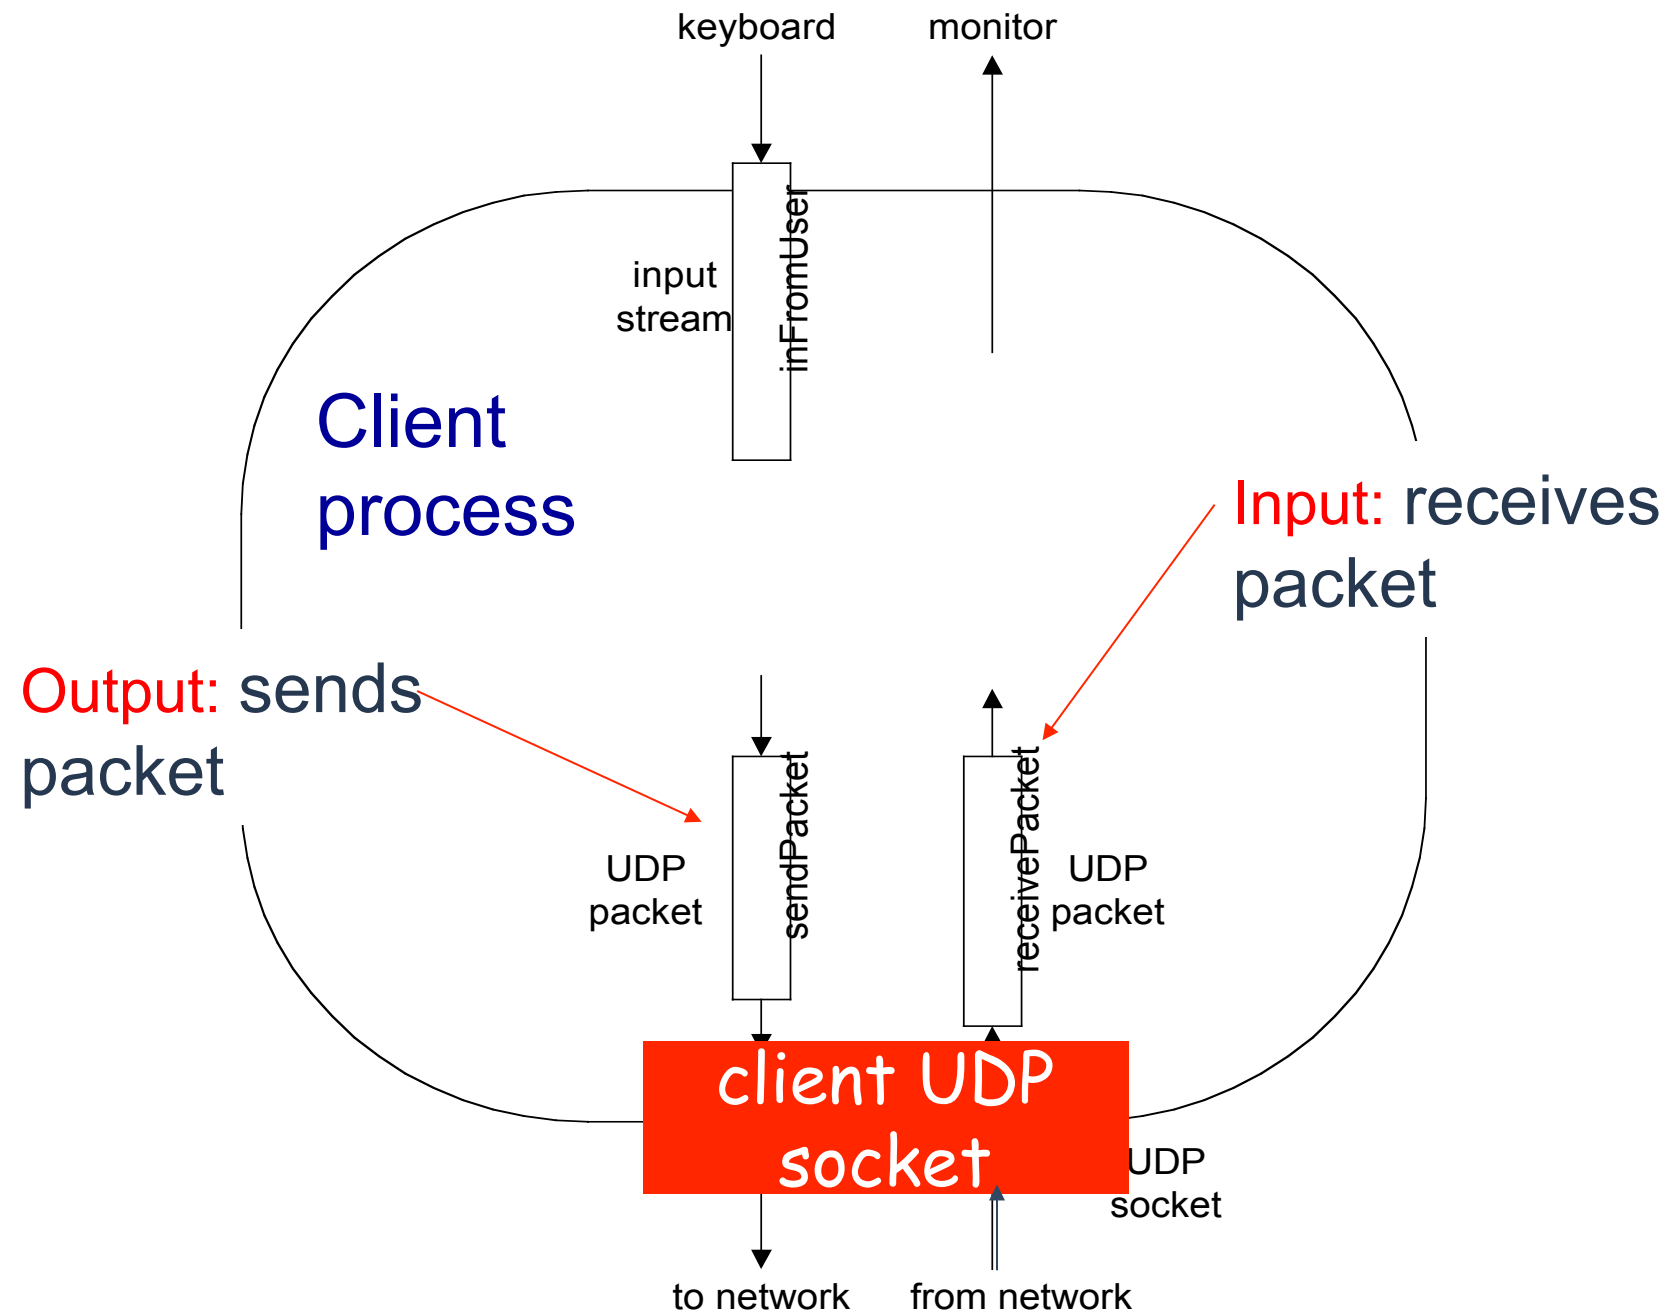 keyboard
monitor
inFromUser
input
stream
Client
process
Input: receives
packet
Output: sends
packet
sendPacket
receivePacket
UDP
packet
UDP
packet
client UDP
socket
UDP
socket
to network
from network